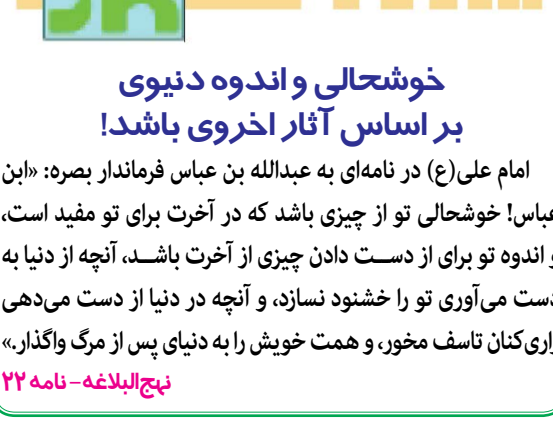 خوشحالی و اندوه دنیوی
بر اساس آثار اخروی باشد!
امام علی(ع) در نامه‌ای به عبدالله بن عباس فرماندار بصره: «ابن
عباس! خوشحالی تو از چیزی باشد که در آخرت برای تو مفید است،
و اندوه تو برای از دست دادن چیزی از آخرت باشد، آنچه از دنیا به
دست می‌آوری تو را خشنود نسازد، و آنچه در دنیا از دست می‌دهی
زاری‌کنان تاسف مخور، و همت خویش را به دنیای پس از مرگ واگذار.»
نهج‌البلاغه - نامه ۲۲